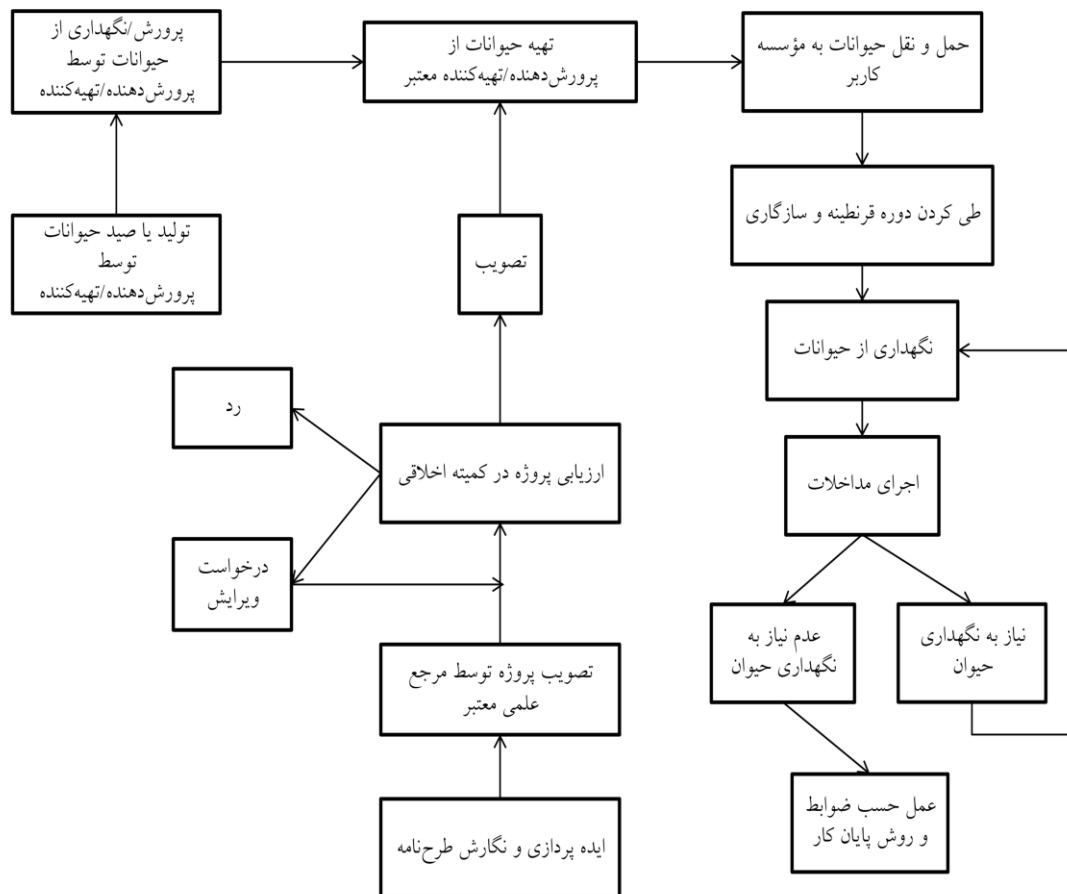 پرورش/نگهداری از
حیوانات توسط
پرورش‌دهنده/تهیه‌کننده
تهیه حیوانات از
پرورش‌دهنده/تهیه‌کننده معتبر
حمل و نقل حیوانات به مؤسسه
کاربر
طی کردن دوره قرنطینه و سازگاری
تولید یا صید حیوانات
توسط
پرورش‌دهنده/تهیه‌کننده
تصویب
نگهداری از حیوانات
رد
ارزیابی پروژه در کمیته اخلاقی
اجرای مداخلات
درخواست
ویرایش
عدم نیاز به
نگهداری حیوان
نیاز به نگهداری
حیوان
تصویب پروژه توسط مرجع
علمی معتبر
عمل حسب ضوابط
و روش پایان کار
ایده پردازی و نگارش طرح‌نامه